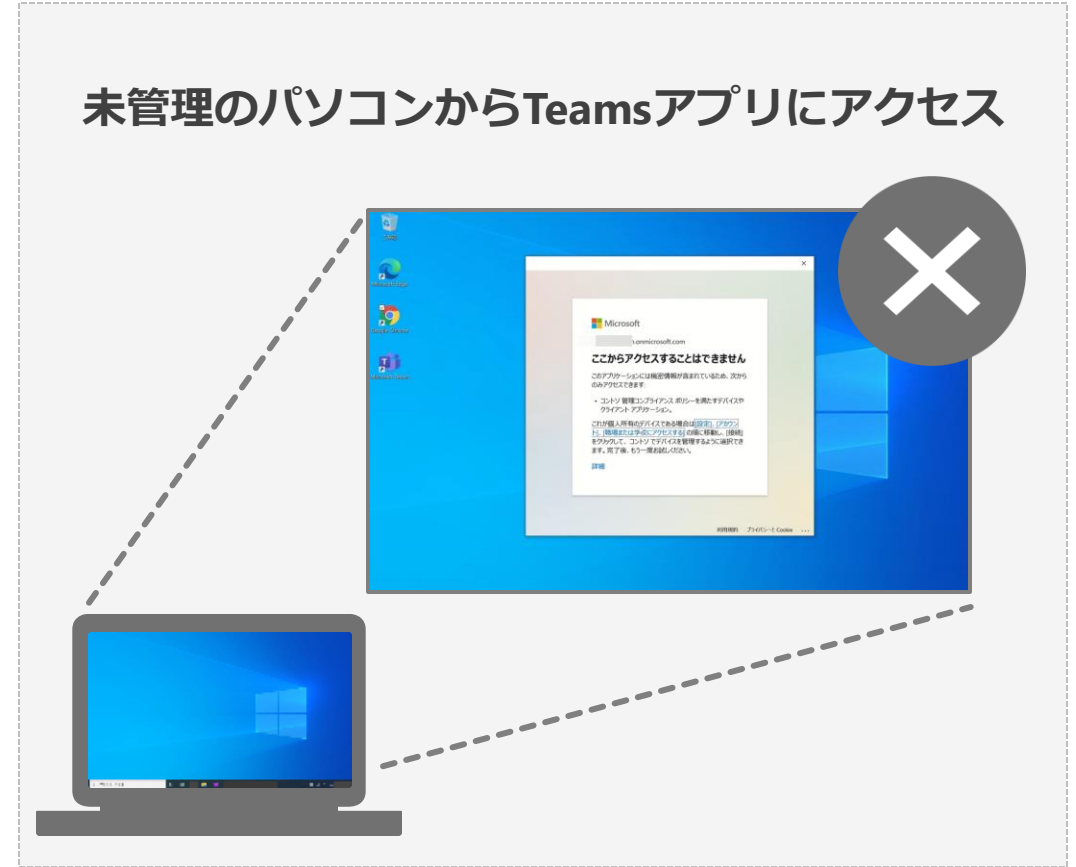 未管理のパソコンからTeamsアプリにアクセス
Microsoft
.onmicrosoft.com
ここからアクセスすることはできません
このアプリケーションには機密情報が含まれているため、次から
のみアクセスできます:
• コントソ 管理コンプライアンス ポリシーを満たすデバイスや
クライアント アプリケーション。
これが個人所有のデバイスである場合は[設定]、[アカウン
ト]、[職場または学校にアクセスする] の順に移動し、[接続]
をクリックして、コントソ でデバイスを管理するように選択でき
ます。完了後、もう一度お試しください。
詳細
利用規約 プライバシーと Cookie ...